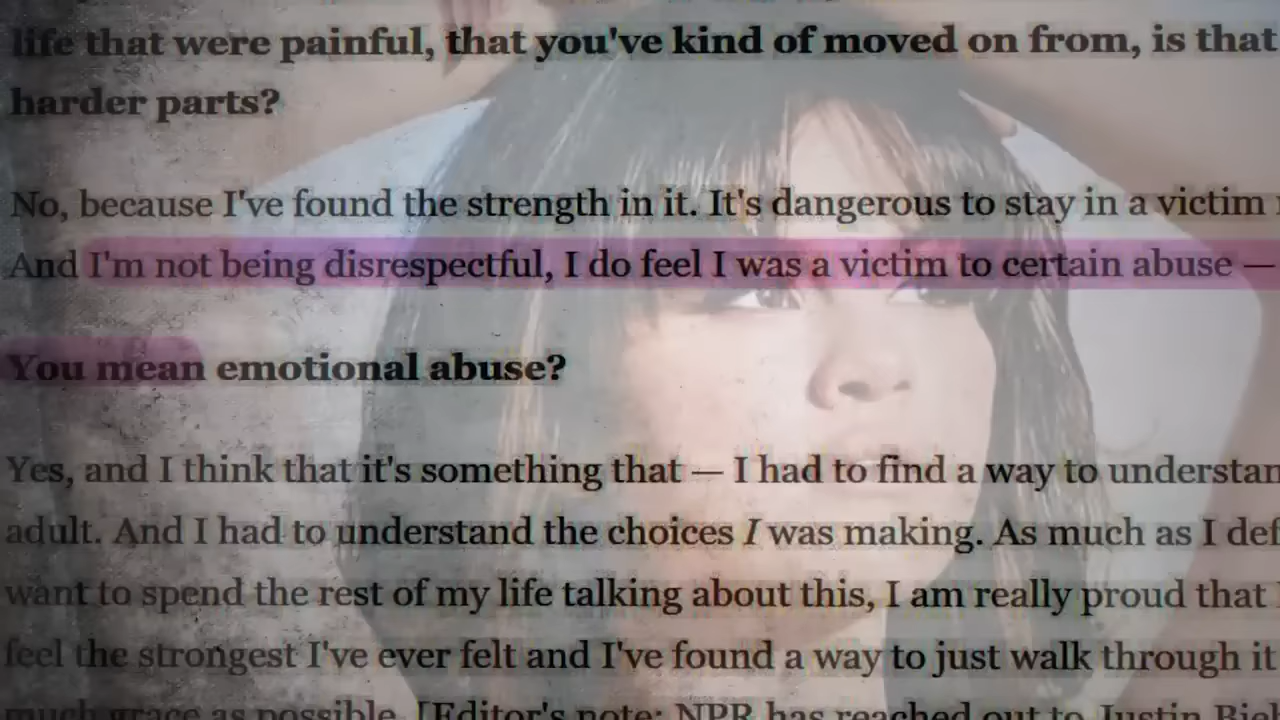 life that were painful, that you've kind of moved on from, is that
harder parts?
No, because I've found the strength in it. It's dangerous to stay in a victim
And I'm not being disrespectful, I do feel I was a victim to certain abuse —
You mean emotional abuse?
Yes, and I think that it's something that — I had to find a way to understan
adult. And I had to understand the choices I was making. As much as I def
want to spend the rest of my life talking about this, I am really proud that
feel the strongest I've ever felt and I've found a way to just walk through it
much grace as possible. [Editor's note: NPR has reached out to Justin Bieb